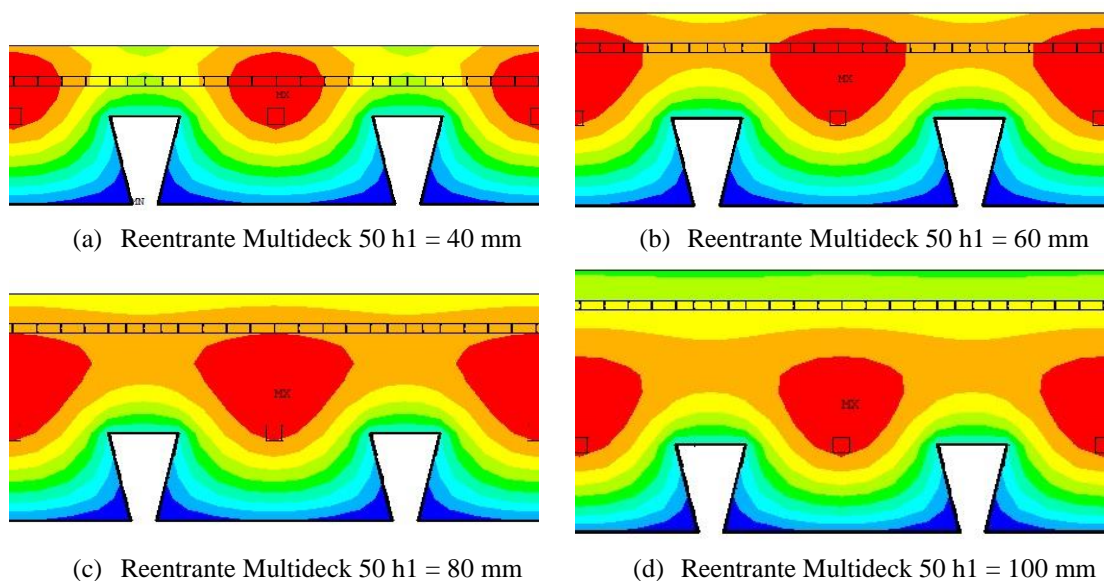 MX
MN
(a) Reentrante Multideck 50 h1 = 40 mm
MX
(b) Reentrante Multideck 50 h1 = 60 mm
MX
(c) Reentrante Multideck 50 h1 = 80 mm
MX
(d) Reentrante Multideck 50 h1 = 100 mm